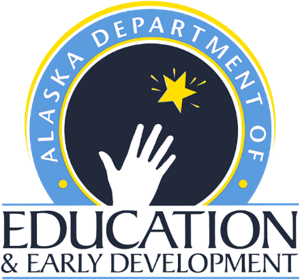 ALASKA DEPARTMENT OF
EDUCATION
& EARLY DEVELOPMENT